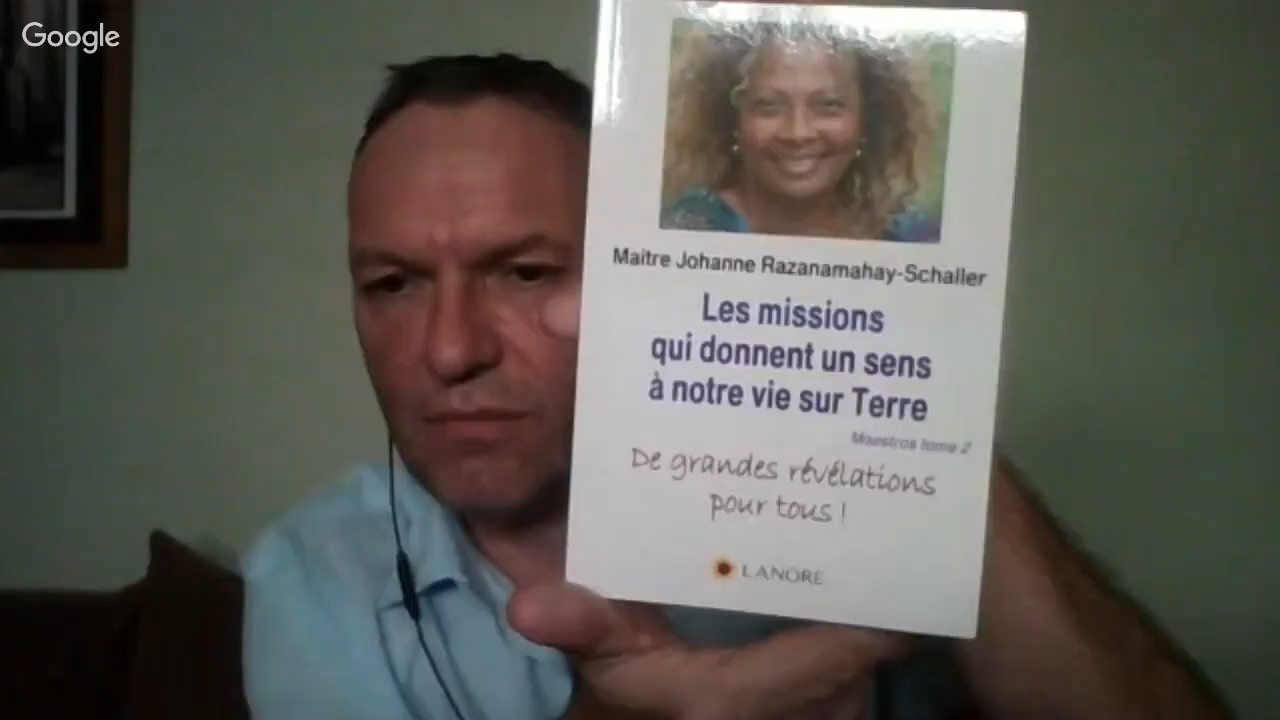 Google
Maitre Johanne Razanamahay-Schaller
Les missions
qui donnent un sens
à notre vie sur Terre
Maestros tome 2
De grandes révélations
pour tous !
LANORE